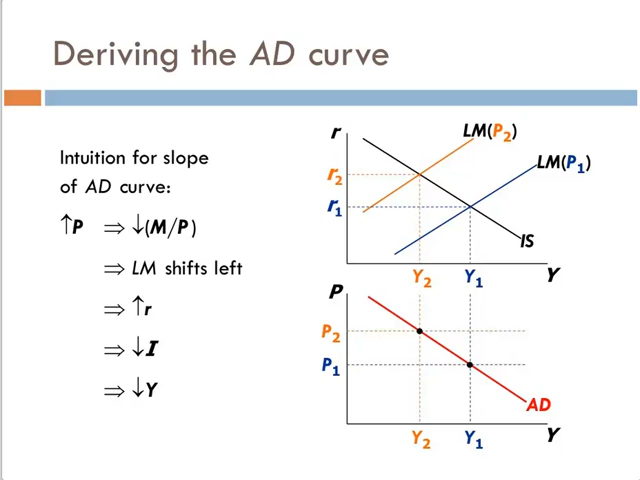 Deriving the AD curve
Intuition for slope
of AD curve:
↑P ⇒ ↓(M/P)
⇒ LM shifts left
⇒ ↑r
⇒ ↓I
⇒ ↓Y
r
LM(P₂)
LM(P₁)
r₂
r₁
IS
Y₂ Y₁ Y
P
P₂
P₁
AD
Y₂ Y₁ Y